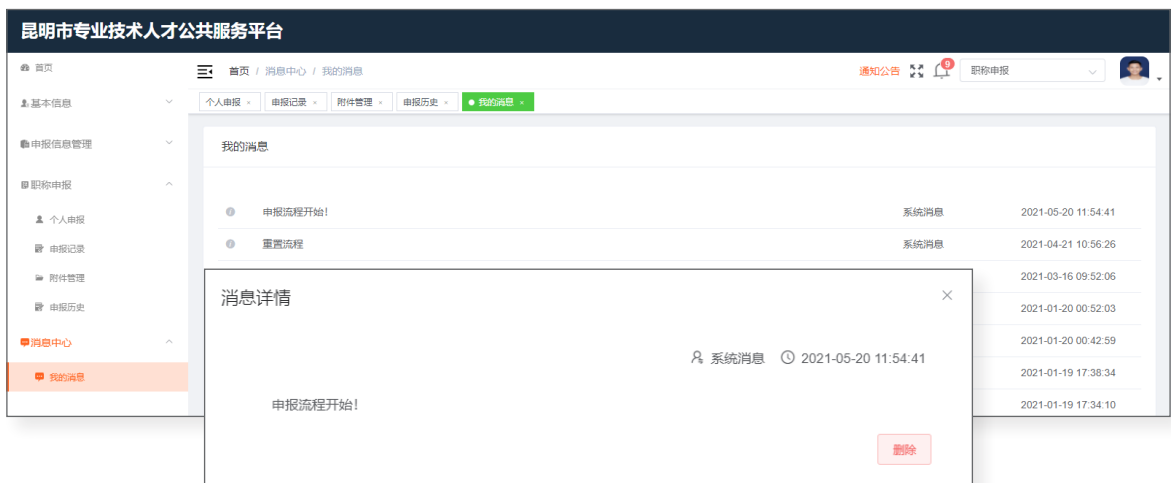 昆明市专业技术人才公共服务平台
首页
首页 / 消息中心 / 我的消息
通知公告
9
职称申报
基本信息
个人申报 ×
申报记录 ×
附件管理 ×
申报历史 ×
我的消息 ×
申报信息管理
我的消息
职称申报
申报流程开始！ 系统消息 2021-05-20 11:54:41
个人申报
重置流程 系统消息 2021-04-21 10:56:26
申报记录
附件管理
2021-03-16 09:52:06
申报历史
2021-01-20 00:52:03
消息中心
2021-01-20 00:42:59
我的消息
2021-01-19 17:38:34
2021-01-19 17:34:10
消息详情
系统消息 2021-05-20 11:54:41
申报流程开始！
删除